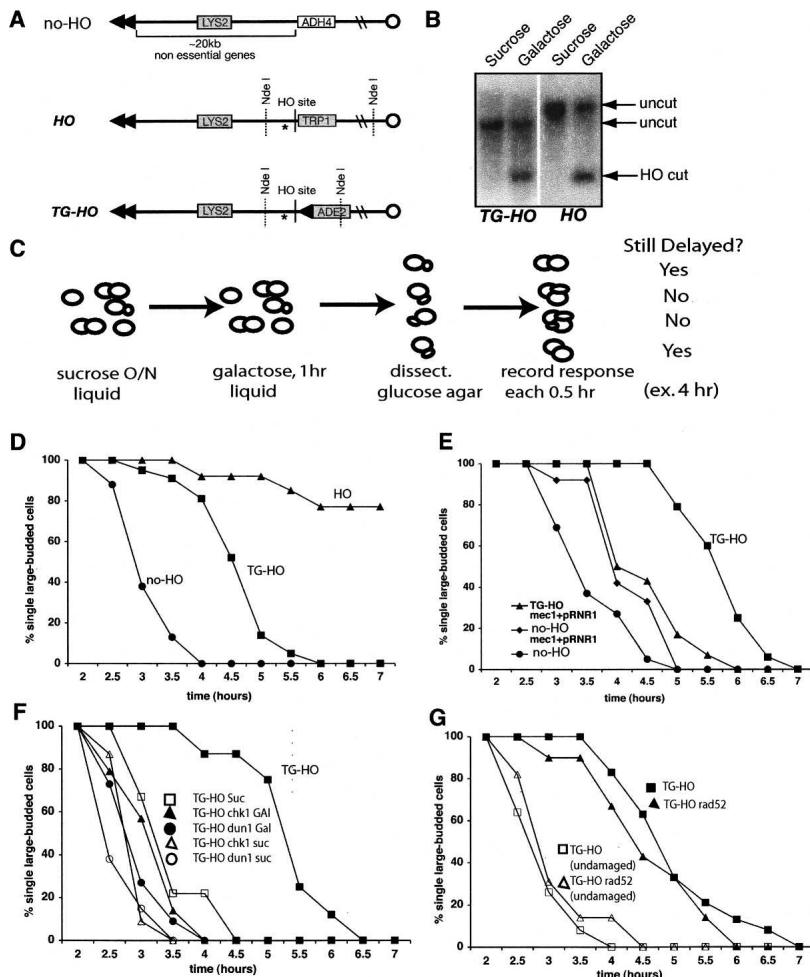 A
no-HO
LYS2
ADH4
~20kb
non essential genes
Nde I
HO site
Nde I
HO
LYS2
*
TRP1
Nde I
HO site
Nde I
TG-HO
LYS2
*
ADE2
B
Sucrose
Galactose
Sucrose
Galactose
uncut
uncut
HO cut
TG-HO
HO
C
Still Delayed?
Yes
No
No
Yes
sucrose O/N
liquid
galactose, 1hr
liquid
dissect.
glucose agar
record response
each 0.5 hr
(ex. 4 hr)
D
% single large-budded cells
100
80
60
40
20
0
HO
TG-HO
no-HO
2 2.5 3 3.5 4 4.5 5 5.5 6 6.5 7
time (hours)
E
% single large-budded cells
100
80
60
40
20
0
TG-HO
TG-HO
mec1+pRNR1
no-HO
mec1+pRNR1
no-HO
2 2.5 3 3.5 4 4.5 5 5.5 6 6.5 7
time (hours)
F
% single large-budded cells
100
80
60
40
20
0
TG-HO
TG-HO Suc
TG-HO chk1 GAl
TG-HO dun1 Gal
TG-HO chk1 suc
TG-HO dun1 suc
2 2.5 3 3.5 4 4.5 5 5.5 6 6.5 7
time (hours)
G
% single large-budded cells
100
80
60
40
20
0
TG-HO
TG-HO rad52
TG-HO
(undamaged)
TG-HO rad52
(undamaged)
2 2.5 3 3.5 4 4.5 5 5.5 6 6.5 7
time (hours)